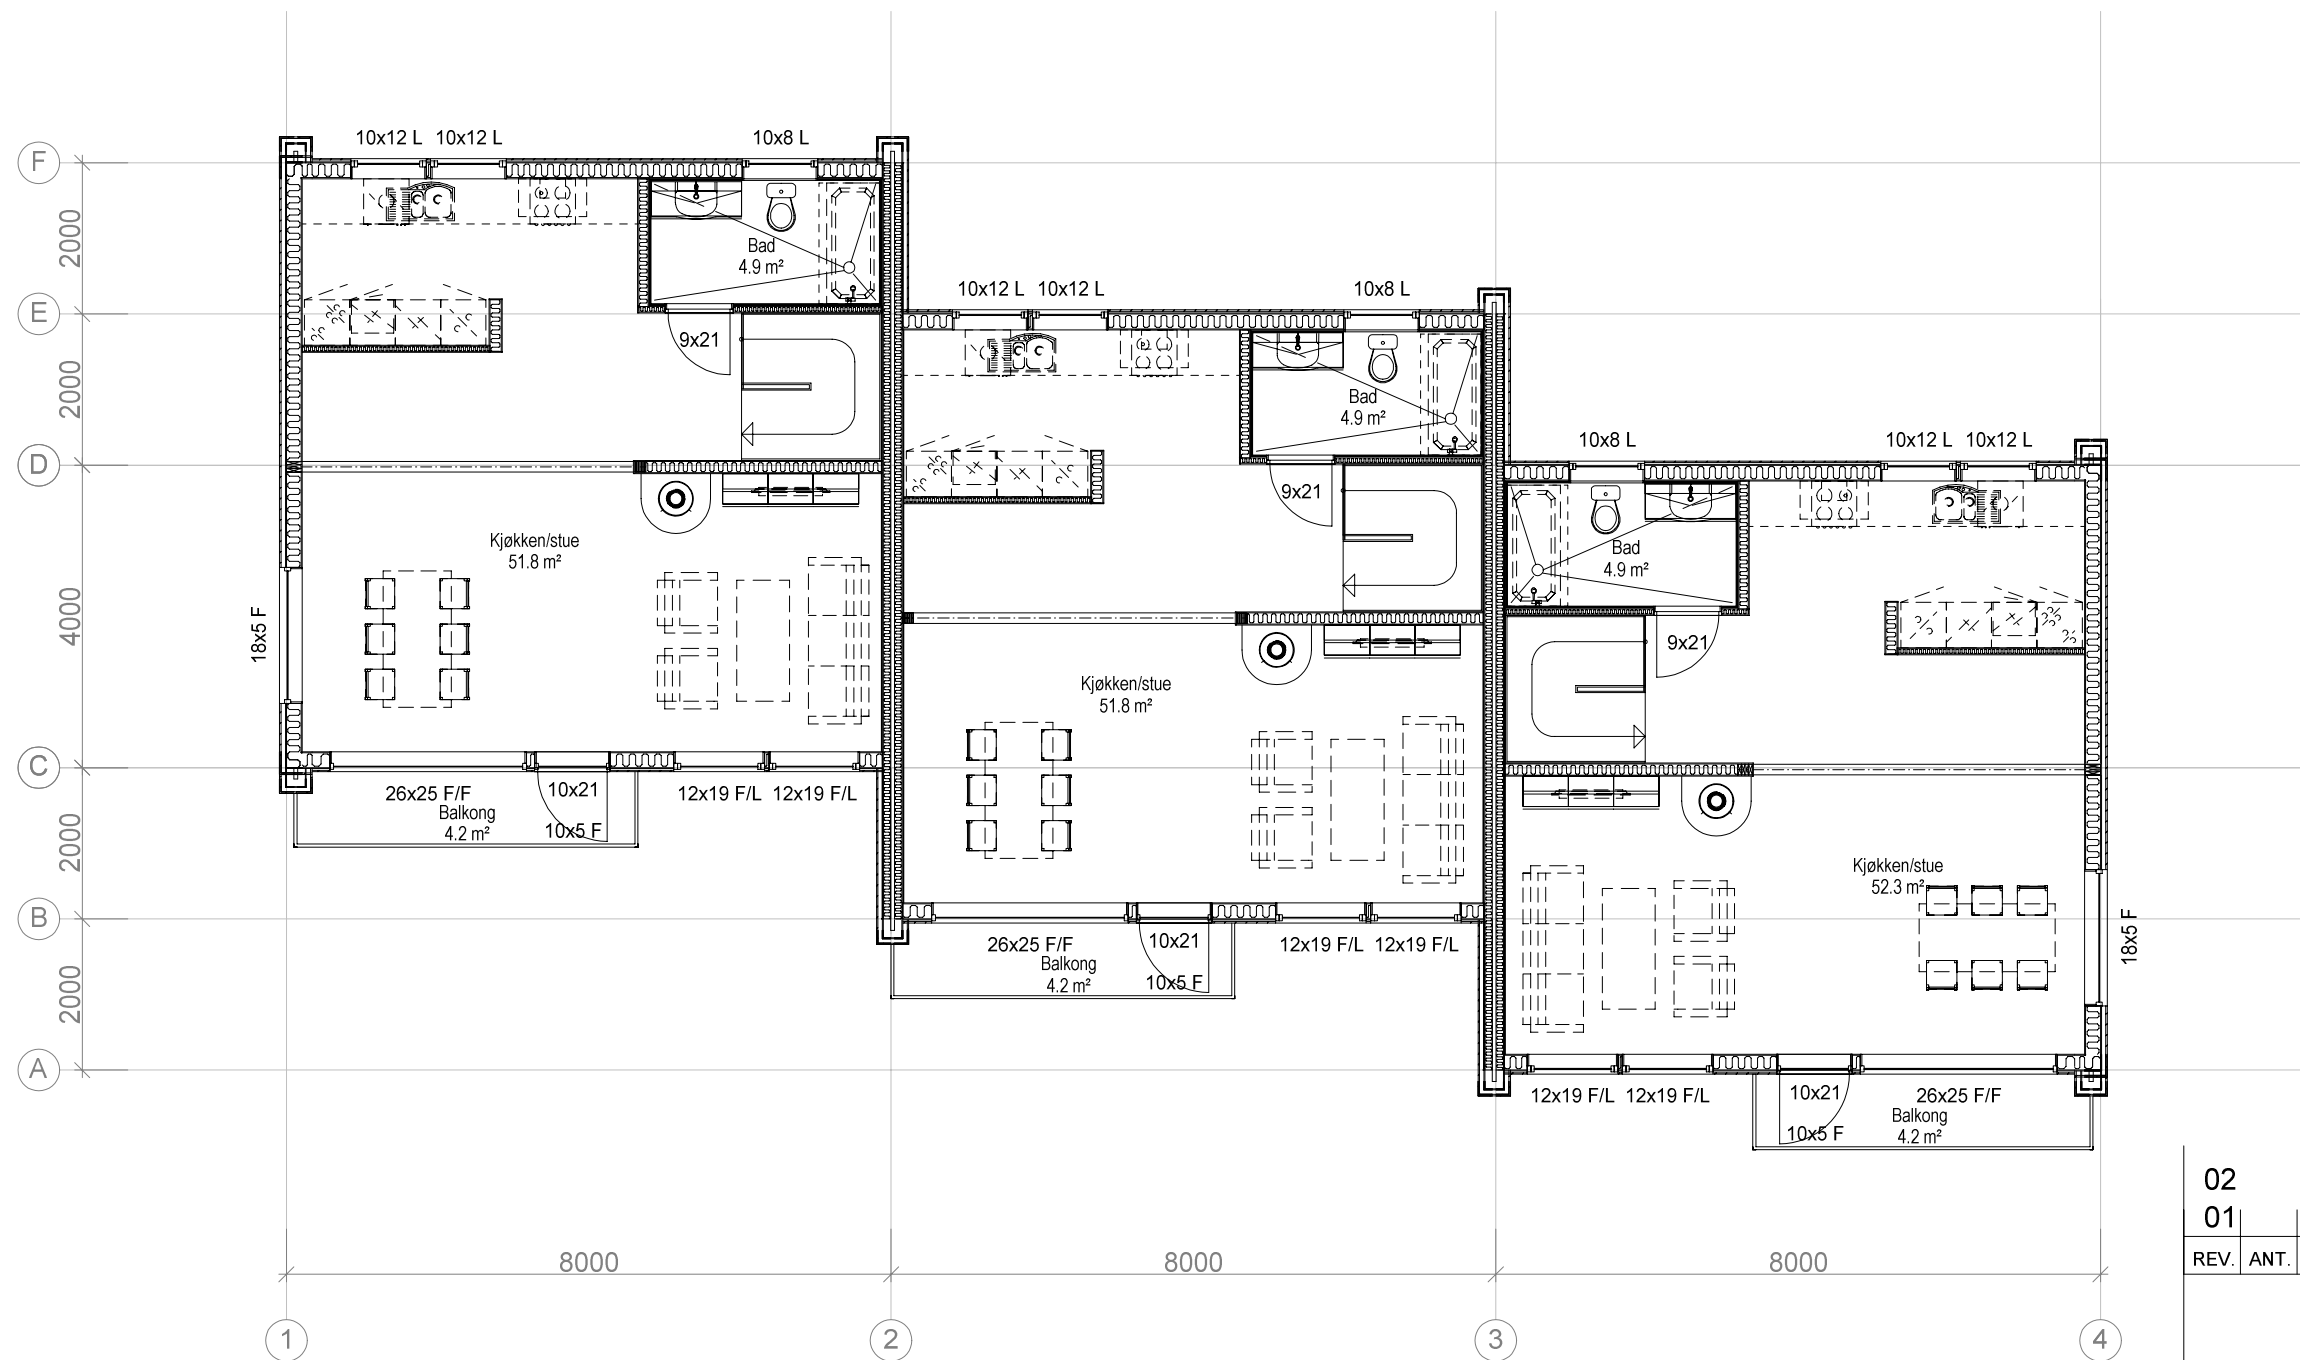 10x12 L 10x12 L 10x8 L
F
2000
Bad
4.9 m²
E
10x12 L 10x12 L 10x8 L
9x21
2000
Bad
4.9 m²
D
10x8 L 10x12 L 10x12 L
9x21
Kjøkken/stue
51.8 m²
Bad
4.9 m²
4000
18x5 F
9x21
Kjøkken/stue
51.8 m²
C
26x25 F/F 10x21 12x19 F/L 12x19 F/L
Balkong
4.2 m²
10x5 F
2000
Kjøkken/stue
52.3 m²
B
18x5 F
26x25 F/F 10x21 12x19 F/L 12x19 F/L
Balkong
4.2 m²
10x5 F
2000
A
12x19 F/L 12x19 F/L 10x21 26x25 F/F
Balkong
4.2 m²
10x5 F
02
01
REV. ANT.
8000 8000 8000
1 2 3 4